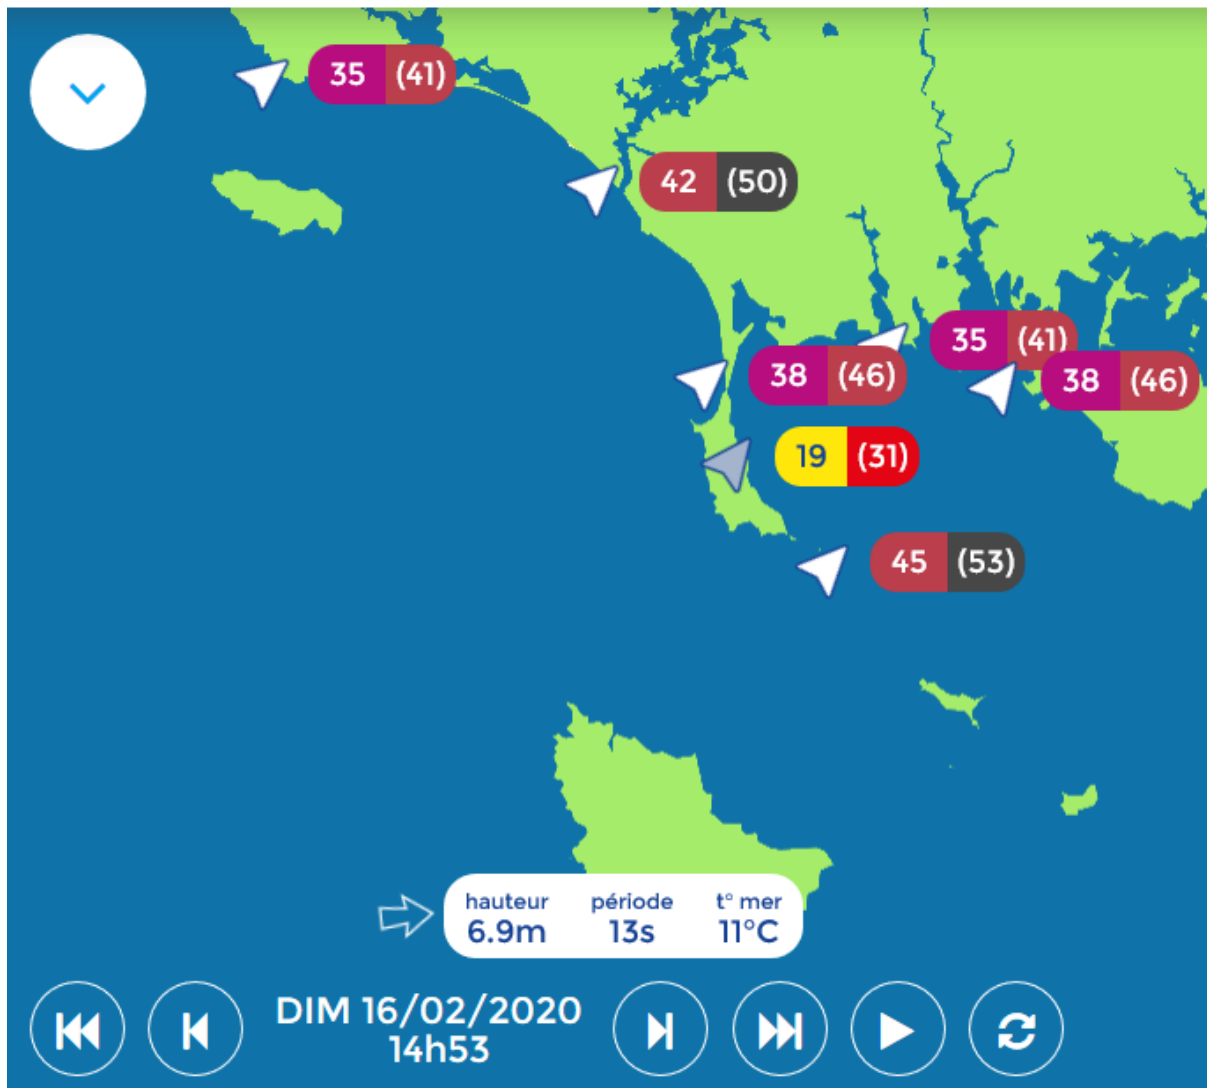 35 (41)
42 (50)
35 (41)
38 (46)
38 (46)
19 (31)
45 (53)
hauteur période t° mer
6.9m 13s 11°C
DIM 16/02/2020
14h53